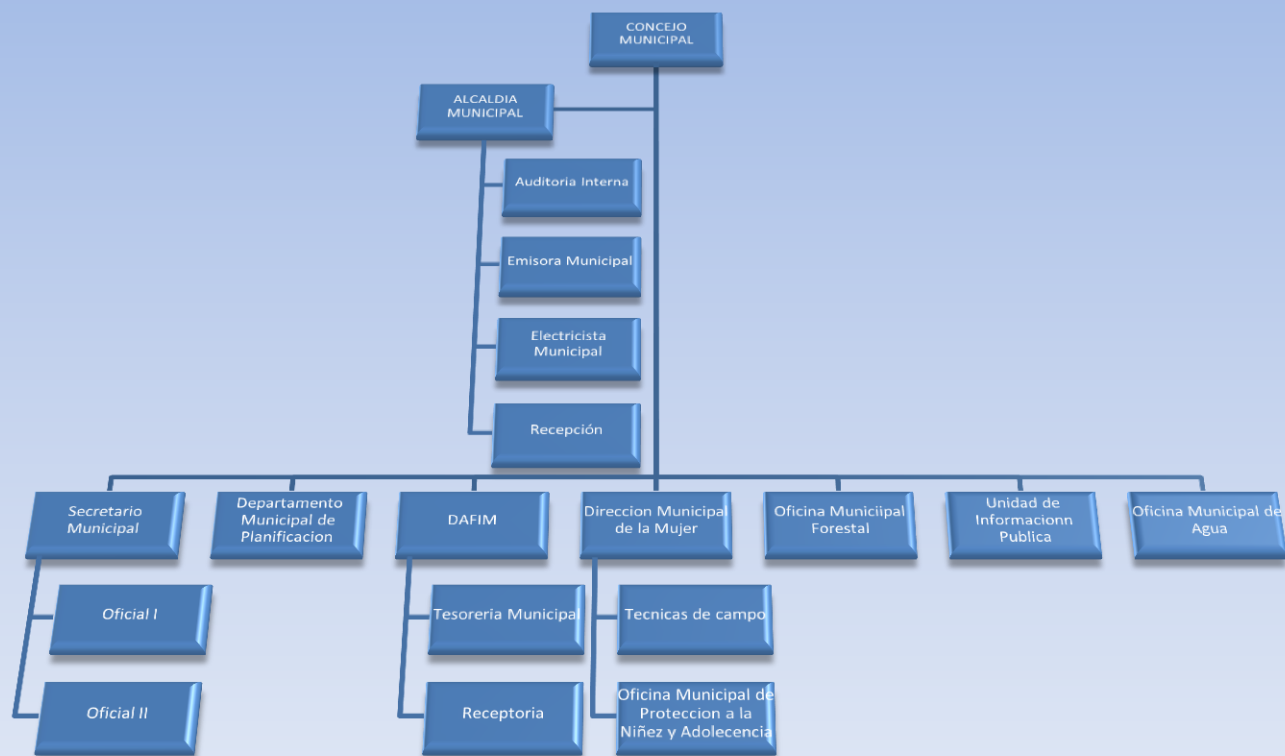 CONCEJO
MUNICIPAL
ALCALDIA
MUNICIPAL
Auditoria Interna
Emisora Municipal
Electricista
Municipal
Recepción
Secretario
Municipal
Departamento
Municipal de
Planificacion
DAFIM
Direccion Municipal
de la Mujer
Oficina Municiipal
Forestal
Unidad de
Informacionn
Publica
Oficina Municipal de
Agua
Oficial I
Tesoreria Municipal
Tecnicas de campo
Oficial II
Receptoria
Oficina Municipal de
Proteccion a la
Niñez y Adolecencia